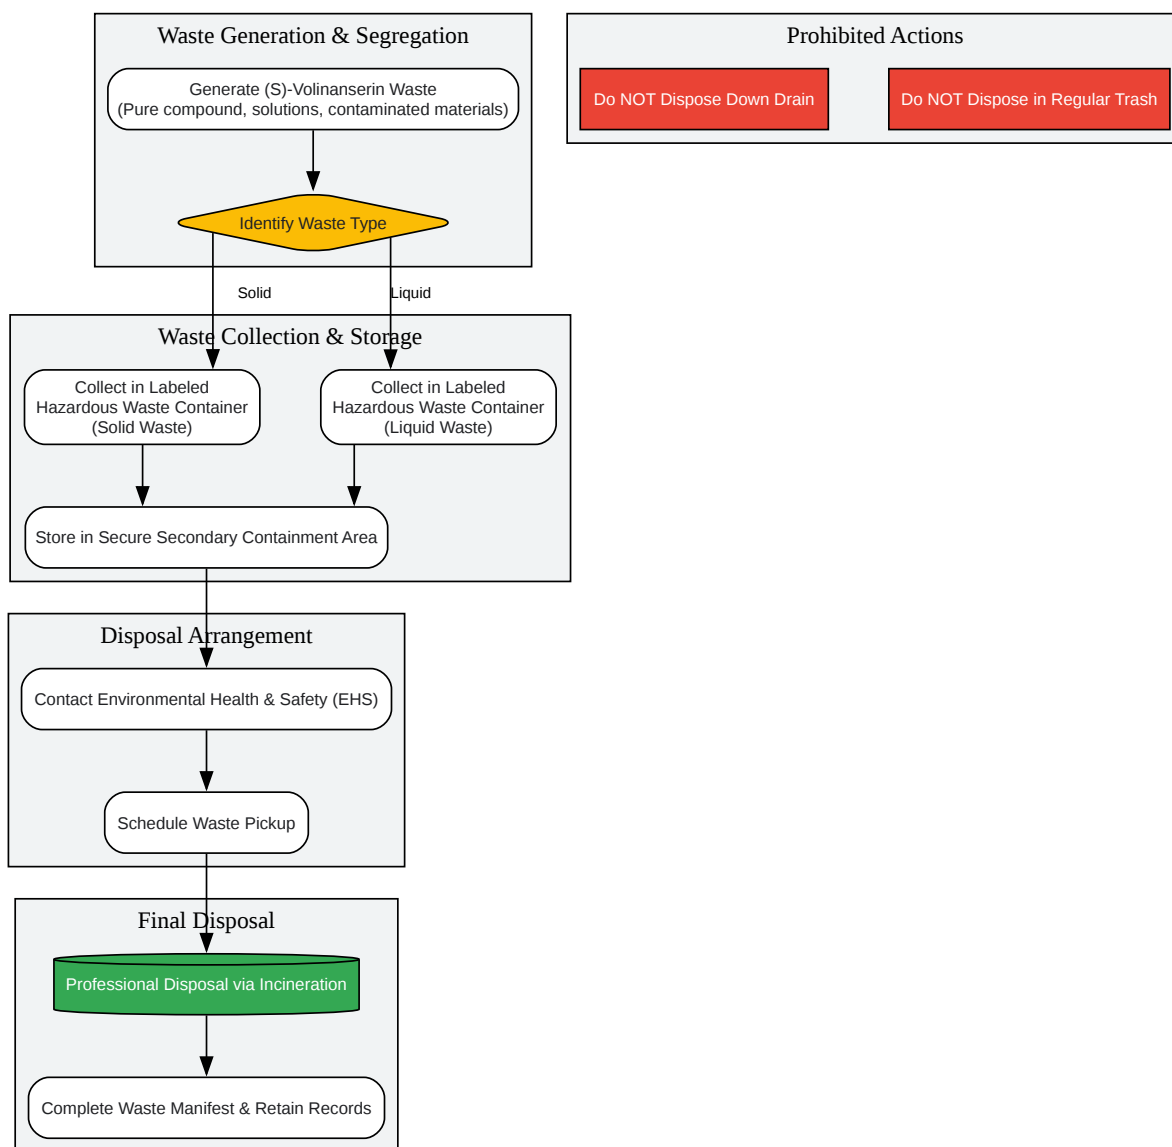 Waste Generation & Segregation
Generate (S)-Volinanserin Waste
(Pure compound, solutions, contaminated materials)
Identify Waste Type
Solid
Liquid
Prohibited Actions
Do NOT Dispose Down Drain
Do NOT Dispose in Regular Trash
Waste Collection & Storage
Collect in Labeled
Hazardous Waste Container
(Solid Waste)
Collect in Labeled
Hazardous Waste Container
(Liquid Waste)
Store in Secure Secondary Containment Area
Disposal Arrangement
Contact Environmental Health & Safety (EHS)
Schedule Waste Pickup
Final Disposal
Professional Disposal via Incineration
Complete Waste Manifest & Retain Records